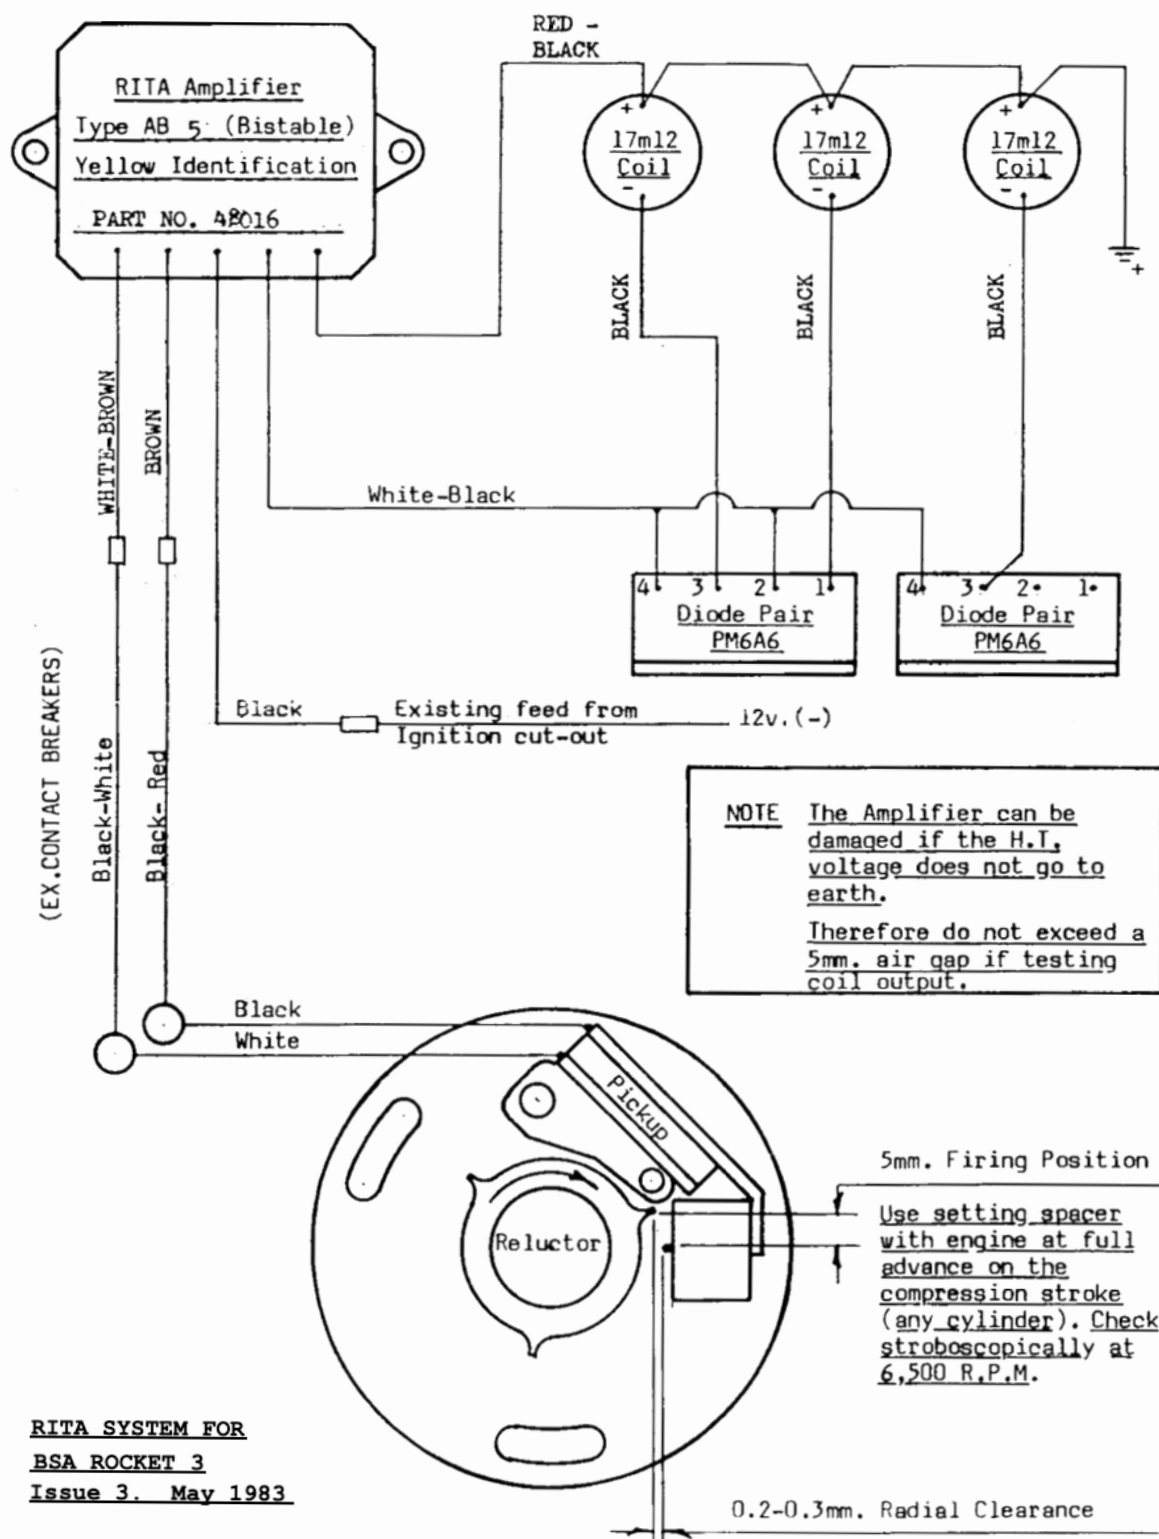 RED -
BLACK
RITA Amplifier
Type AB 5 (Bistable)
Yellow Identification
PART NO. 48016
+
17m12
Coil
-
+
17m12
Coil
-
+
17m12
Coil
-
+
BLACK
BLACK
BLACK
WHITE-BROWN
BROWN
White-Black
4 3 2 1
Diode Pair
PM6A6
4 3 2 1
Diode Pair
PM6A6
Black
Existing feed from
Ignition cut-out
12v.(-)
(EX.CONTACT BREAKERS)
Black-White
Black-Red
NOTE The Amplifier can be
damaged if the H.T.
voltage does not go to
earth.
Therefore do not exceed a
5mm. air gap if testing
coil output.
Black
White
Pickup
Reluctor
5mm. Firing Position
Use setting spacer
with engine at full
advance on the
compression stroke
(any cylinder). Check
stroboscopically at
6,500 R.P.M.
RITA SYSTEM FOR
BSA ROCKET 3
Issue 3. May 1983
0.2-0.3mm. Radial Clearance